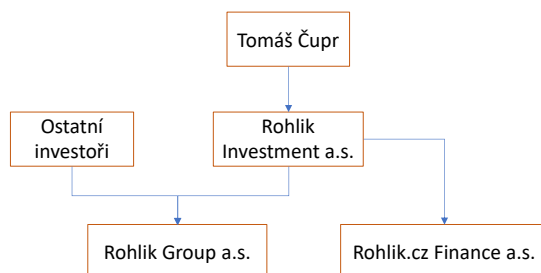 Tomáš Čupr
Ostatní
investoři
Rohlik
Investment a.s.
Rohlik Group a.s.
Rohlik.cz Finance a.s.